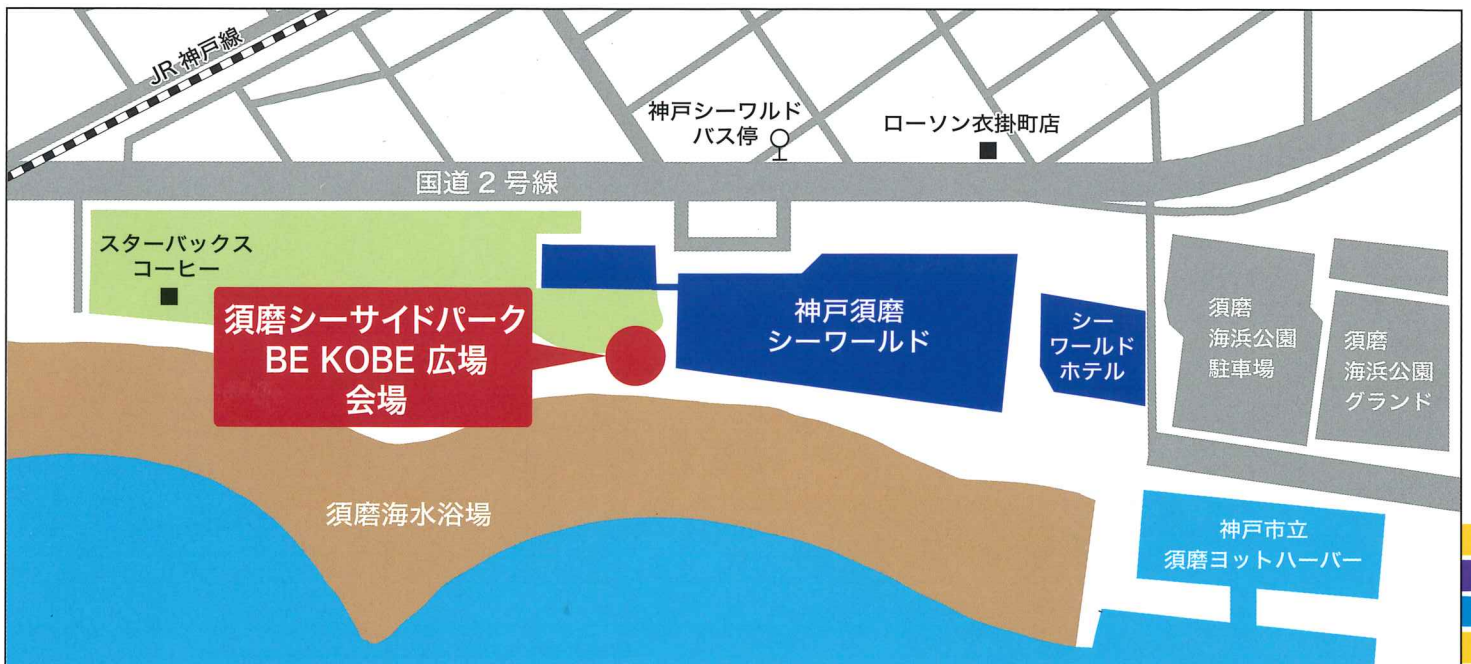 JR 神戸線
神戸シーワルド
バス停
ローソン衣掛町店
国道 2 号線
スターバックス
コーヒー
須磨シーサイドパーク
BE KOBE 広場
会場
神戸須磨
シーワールド
シー
ワールド
ホテル
須磨
海浜公園
駐車場
須磨
海浜公園
グランド
須磨海水浴場
神戸市立
須磨ヨットハーバー